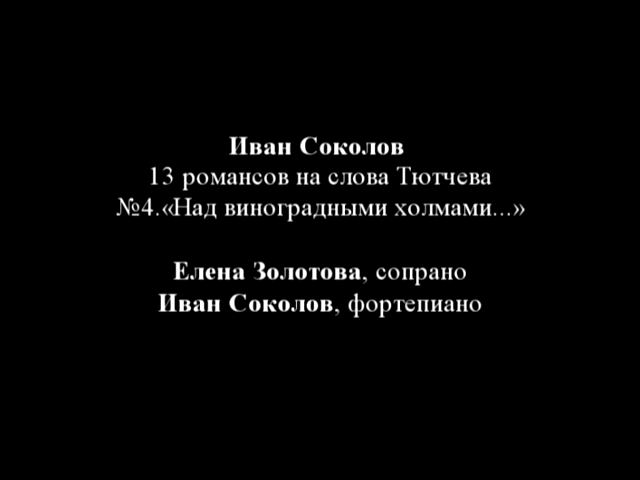 Иван Соколов
13 романсов на слова Тютчева
№4.«Над виноградными холмами...»
Елена Золотова, сопрано
Иван Соколов, фортепиано